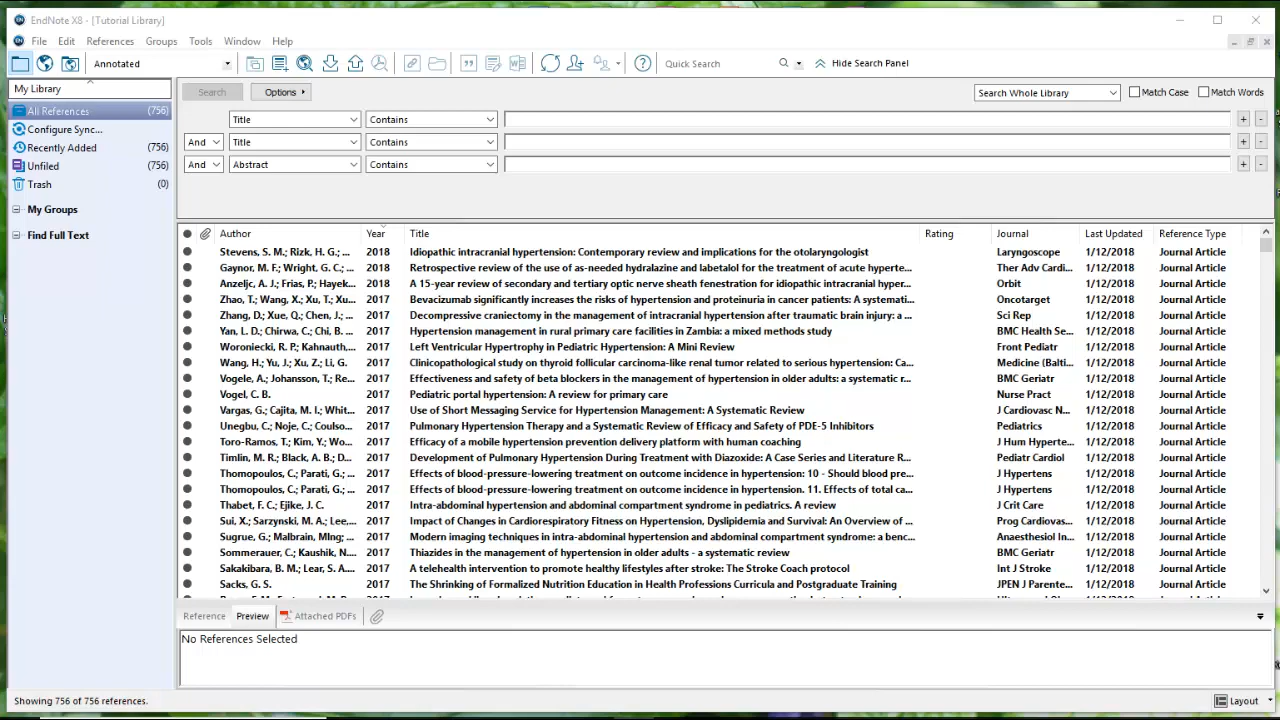 EndNote X8 - [Tutorial Library]
File Edit References Groups Tools Window Help
Annotated Quick Search Hide Search Panel
My Library
All References (756)
Configure Sync...
Recently Added (756)
Unfiled (756)
Trash (0)
My Groups
Find Full Text
Search Options Search Whole Library Match Case Match Words
Title Contains + -
And Title Contains + -
And Abstract Contains + -
Author Year Title Rating Journal Last Updated Reference Type
Stevens, S. M.; Rizk, H. G.; ... 2018 Idiopathic intracranial hypertension: Contemporary review and implications for the otolaryngologist Laryngoscope 1/12/2018 Journal Article
Gaynor, M. F.; Wright, G. C.; ... 2018 Retrospective review of the use of as-needed hydralazine and labetalol for the treatment of acute hyperte... Ther Adv Cardi... 1/12/2018 Journal Article
Anzeljc, A. J.; Frias, P.; Hayek... 2018 A 15-year review of secondary and tertiary optic nerve sheath fenestration for idiopathic intracranial hyper... Orbit 1/12/2018 Journal Article
Zhao, T.; Wang, X.; Xu, T.; Xu... 2017 Bevacizumab significantly increases the risks of hypertension and proteinuria in cancer patients: A systemati... Oncotarget 1/12/2018 Journal Article
Zhang, D.; Xue, Q.; Chen, J.; ... 2017 Decompressive craniectomy in the management of intracranial hypertension after traumatic brain injury: a ... Sci Rep 1/12/2018 Journal Article
Yan, L. D.; Chirwa, C.; Chi, B. ... 2017 Hypertension management in rural primary care facilities in Zambia: a mixed methods study BMC Health Se... 1/12/2018 Journal Article
Woroniecki, R. P.; Kahnauth,... 2017 Left Ventricular Hypertrophy in Pediatric Hypertension: A Mini Review Front Pediatr 1/12/2018 Journal Article
Wang, H.; Yu, J.; Xu, Z.; Li, G. 2017 Clinicopathological study on thyroid follicular carcinoma-like renal tumor related to serious hypertension: Ca... Medicine (Balti... 1/12/2018 Journal Article
Vogele, A.; Johansson, T.; Re... 2017 Effectiveness and safety of beta blockers in the management of hypertension in older adults: a systematic r... BMC Geriatr 1/12/2018 Journal Article
Vogel, C. B. 2017 Pediatric portal hypertension: A review for primary care Nurse Pract 1/12/2018 Journal Article
Vargas, G.; Cajita, M. I.; Whit... 2017 Use of Short Messaging Service for Hypertension Management: A Systematic Review J Cardiovasc N... 1/12/2018 Journal Article
Unegbu, C.; Noje, C.; Coulso... 2017 Pulmonary Hypertension Therapy and a Systematic Review of Efficacy and Safety of PDE-5 Inhibitors Pediatrics 1/12/2018 Journal Article
Toro-Ramos, T.; Kim, Y.; Wo... 2017 Efficacy of a mobile hypertension prevention delivery platform with human coaching J Hum Hyperte... 1/12/2018 Journal Article
Timlin, M. R.; Black, A. B.; D... 2017 Development of Pulmonary Hypertension During Treatment with Diazoxide: A Case Series and Literature R... Pediatr Cardiol 1/12/2018 Journal Article
Thomopoulos, C.; Parati, G.; ... 2017 Effects of blood-pressure-lowering treatment on outcome incidence in hypertension: 10 - Should blood pre... J Hypertens 1/12/2018 Journal Article
Thomopoulos, C.; Parati, G.; ... 2017 Effects of blood-pressure-lowering treatment on outcome incidence in hypertension. 11. Effects of total ca... J Hypertens 1/12/2018 Journal Article
Thabet, F. C.; Ejike, J. C. 2017 Intra-abdominal hypertension and abdominal compartment syndrome in pediatrics. A review J Crit Care 1/12/2018 Journal Article
Sui, X.; Sarzynski, M. A.; Lee,... 2017 Impact of Changes in Cardiorespiratory Fitness on Hypertension, Dyslipidemia and Survival: An Overview of ... Prog Cardiovas... 1/12/2018 Journal Article
Sugrue, G.; Malbrain, MIng; ... 2017 Modern imaging techniques in intra-abdominal hypertension and abdominal compartment syndrome: a benc... Anaesthesiol In... 1/12/2018 Journal Article
Sommerauer, C.; Kaushik, N.... 2017 Thiazides in the management of hypertension in older adults - a systematic review BMC Geriatr 1/12/2018 Journal Article
Sakakibara, B. M.; Lear, S. A.... 2017 A telehealth intervention to promote healthy lifestyles after stroke: The Stroke Coach protocol Int J Stroke 1/12/2018 Journal Article
Sacks, G. S. 2017 The Shrinking of Formalized Nutrition Education in Health Professions Curricula and Postgraduate Training JPEN J Parente... 1/12/2018 Journal Article
Reference Preview Attached PDFs
No References Selected
Showing 756 of 756 references. Layout